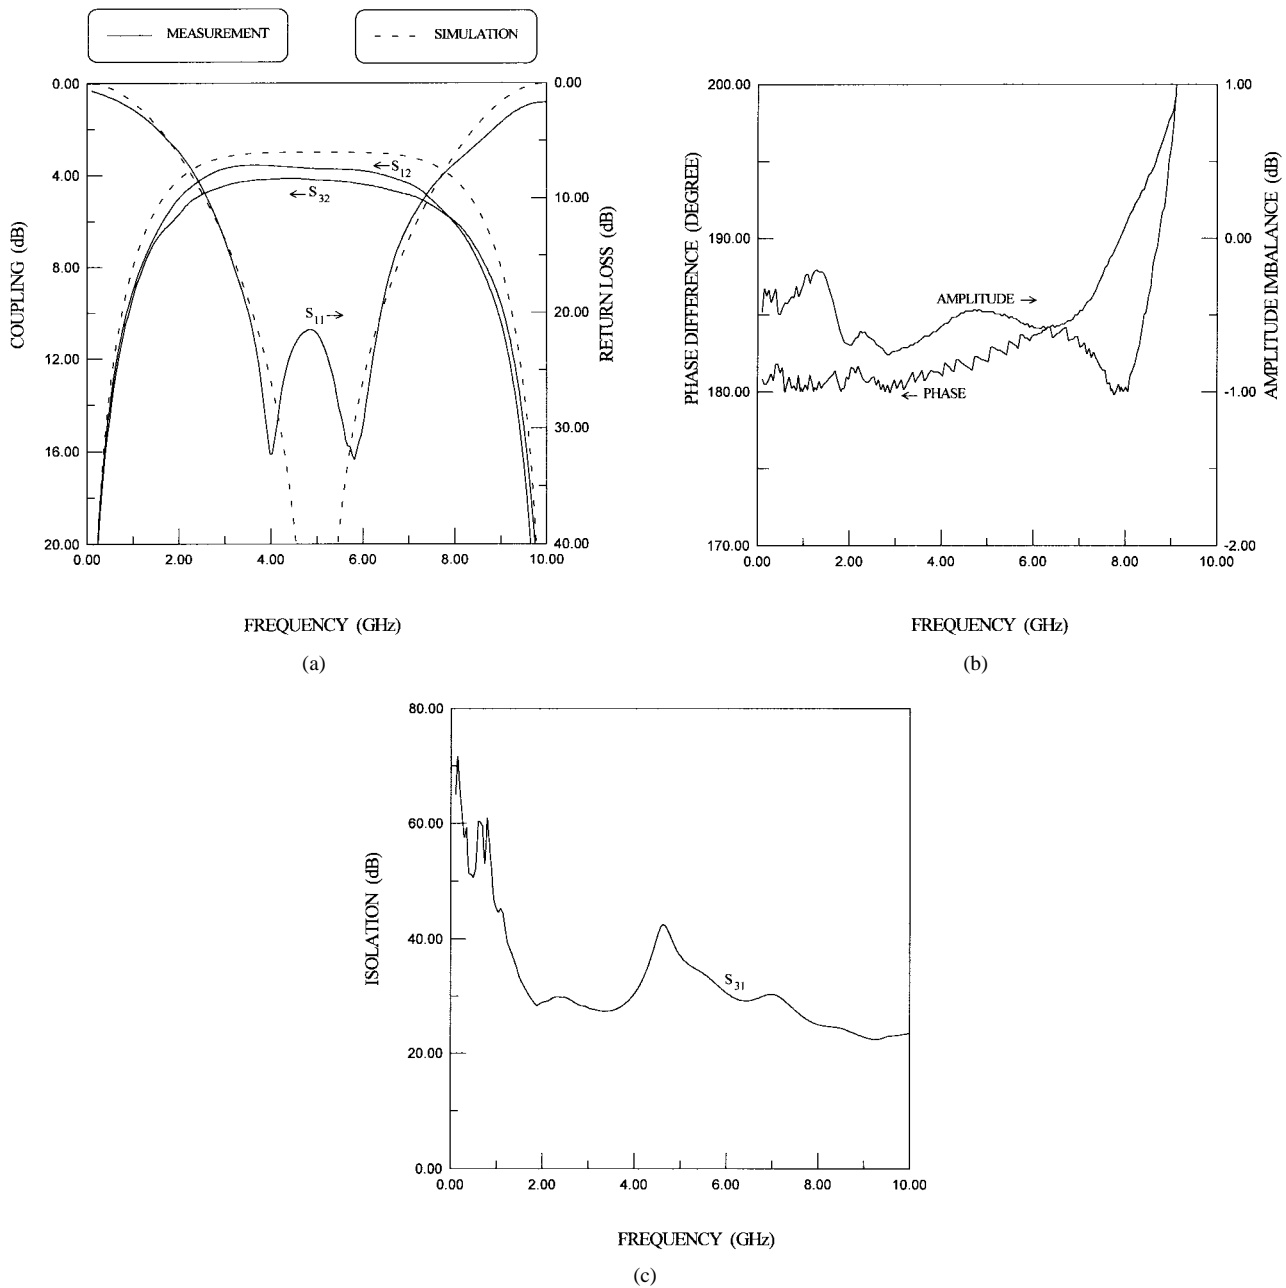 MEASUREMENT
SIMULATION
0.00
4.00
8.00
12.00
16.00
20.00
COUPLING (dB)
0.00
10.00
20.00
30.00
40.00
RETURN LOSS (dB)
S12
S32
S11
0.00
2.00
4.00
6.00
8.00
10.00
FREQUENCY (GHz)
(a)
200.00
190.00
180.00
170.00
PHASE DIFFERENCE (DEGREE)
1.00
0.00
-1.00
-2.00
AMPLITUDE IMBALANCE (dB)
AMPLITUDE
PHASE
0.00
2.00
4.00
6.00
8.00
10.00
FREQUENCY (GHz)
(b)
80.00
60.00
40.00
20.00
0.00
ISOLATION (dB)
S31
0.00
2.00
4.00
6.00
8.00
10.00
FREQUENCY (GHz)
(c)